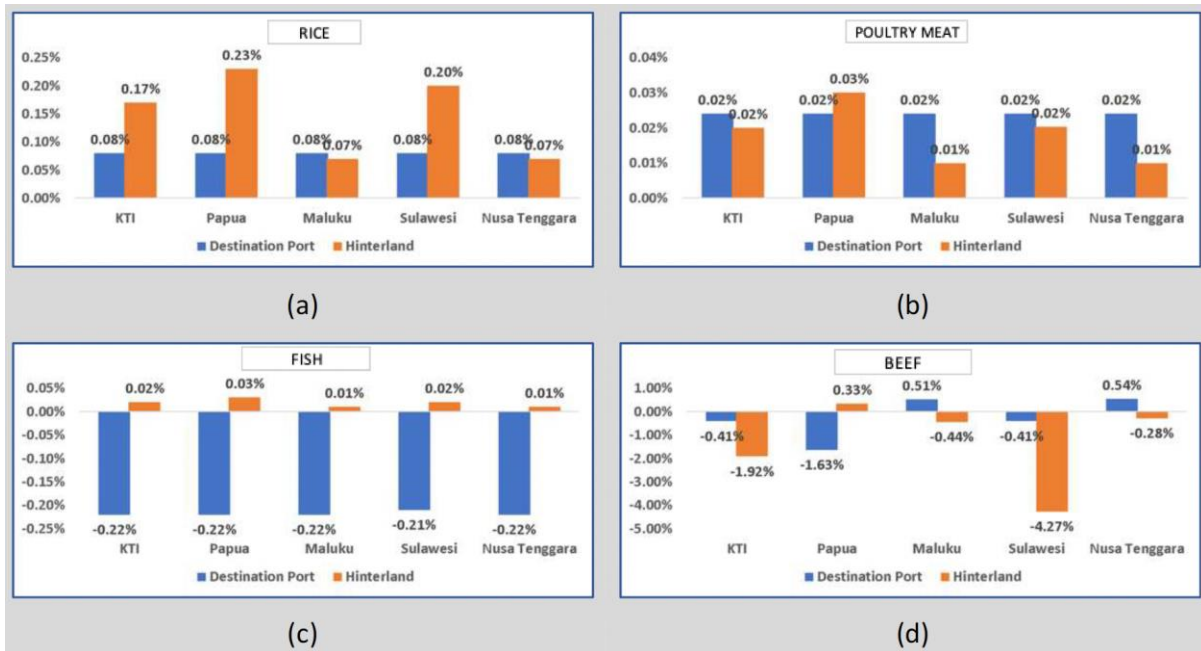 RICE
0.25%
0.20%
0.15%
0.10%
0.05%
0.00%
0.08% 0.17% 0.08% 0.23% 0.08% 0.07% 0.08% 0.20% 0.08% 0.07%
KTI Papua Maluku Sulawesi Nusa Tenggara
Destination Port Hinterland
(a)
POULTRY MEAT
0.04%
0.03%
0.02%
0.01%
0.00%
0.02% 0.02% 0.02% 0.03% 0.02% 0.01% 0.02% 0.02% 0.02% 0.01%
KTI Papua Maluku Sulawesi Nusa Tenggara
Destination Port Hinterland
(b)
FISH
0.05%
0.00%
-0.05%
-0.10%
-0.15%
-0.20%
-0.25%
0.02% 0.03% 0.01% 0.02% 0.01%
-0.22% -0.22% -0.22% -0.21% -0.22%
KTI Papua Maluku Sulawesi Nusa Tenggara
Destination Port Hinterland
(c)
BEEF
1.00%
0.00%
-1.00%
-2.00%
-3.00%
-4.00%
-5.00%
-0.41% -1.92% -1.63% 0.33% 0.51% -0.44% -0.41% -4.27% 0.54% -0.28%
KTI Papua Maluku Sulawesi Nusa Tenggara
Destination Port Hinterland
(d)